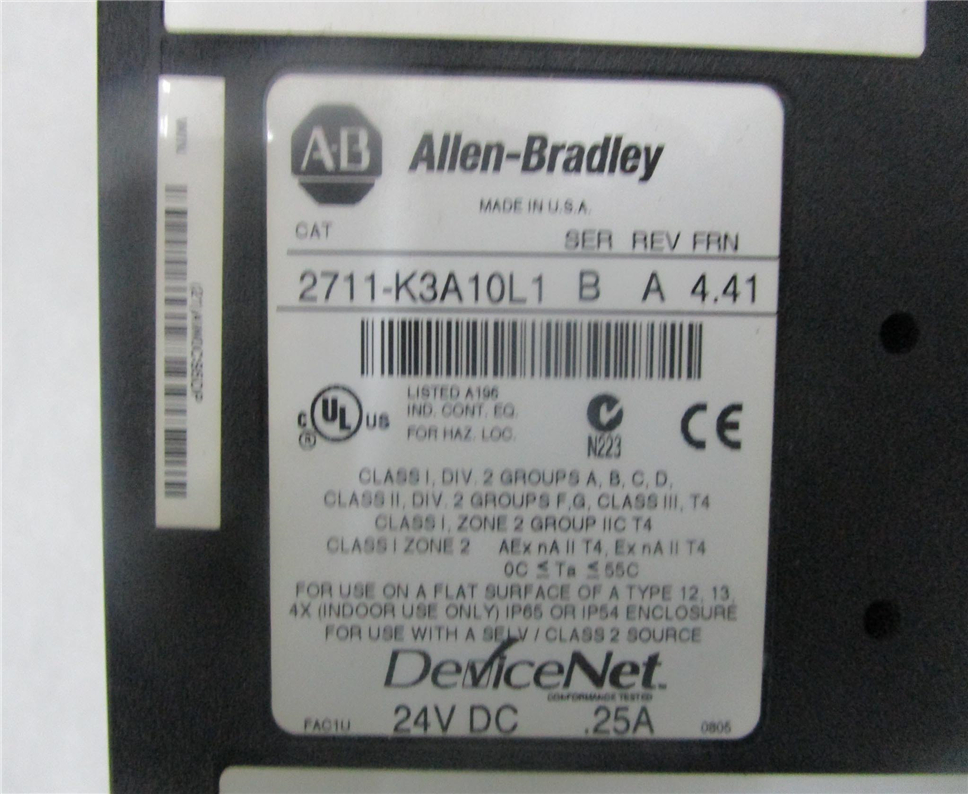 A·B Allen-Bradley
MADE IN U.S.A.
CAT SER REV FRN
2711-K3A10L1 B A 4.41
LISTED A196
IND. CONT. EQ.
FOR HAZ. LOC.
C UL US
®
N223
CE
CLASS I, DIV. 2 GROUPS A, B, C, D,
CLASS II, DIV. 2 GROUPS F,G, CLASS III, T4
CLASS I, ZONE 2 GROUP IIC T4
CLASS I ZONE 2 AEx nA II T4, Ex nA II T4
0C ≤ Ta ≤ 55C
FOR USE ON A FLAT SURFACE OF A TYPE 12, 13,
4X (INDOOR USE ONLY) IP65 OR IP54 ENCLOSURE
FOR USE WITH A SELV / CLASS 2 SOURCE
DeviceNet™
CONFORMANCE TESTED
FAC1U 24V DC .25A 0805